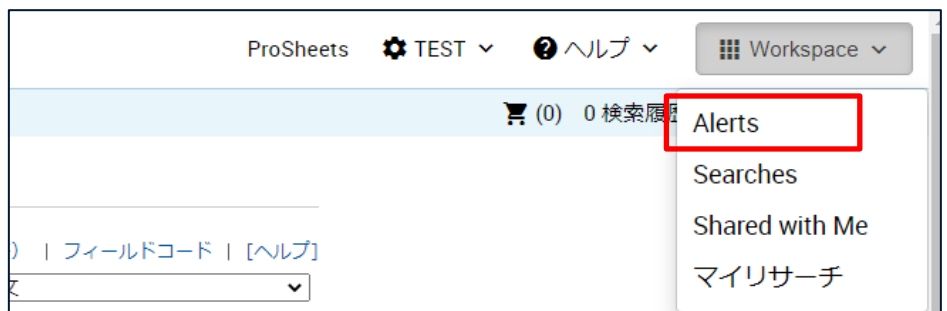 ProSheets TEST ヘルプ Workspace
(0) 0 検索履
Alerts
Searches
Shared with Me
マイリサーチ
) | フィールドコード | [ヘルプ]
文